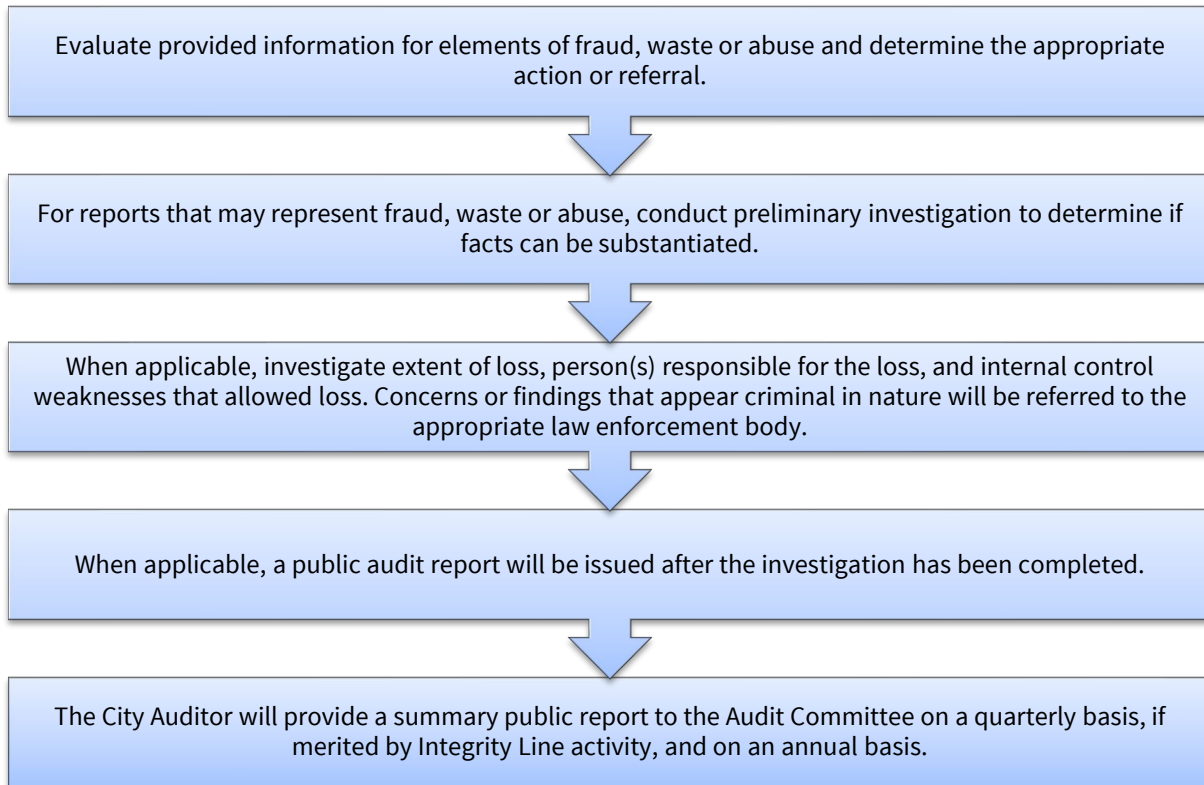 Evaluate provided information for elements of fraud, waste or abuse and determine the appropriate
action or referral.
For reports that may represent fraud, waste or abuse, conduct preliminary investigation to determine if
facts can be substantiated.
When applicable, investigate extent of loss, person(s) responsible for the loss, and internal control
weaknesses that allowed loss. Concerns or findings that appear criminal in nature will be referred to the
appropriate law enforcement body.
When applicable, a public audit report will be issued after the investigation has been completed.
The City Auditor will provide a summary public report to the Audit Committee on a quarterly basis, if
merited by Integrity Line activity, and on an annual basis.